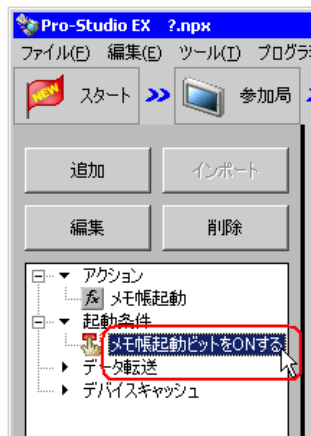 Pro-Studio EX ?.npx
ファイル(F) 編集(E) ツール(T) プログラ
NEW スタート 参加局
追加 インポート
編集 削除
アクション
fx メモ帳起動
起動条件
メモ帳起動ビットをONする
データ転送
デバイスキャッシュ